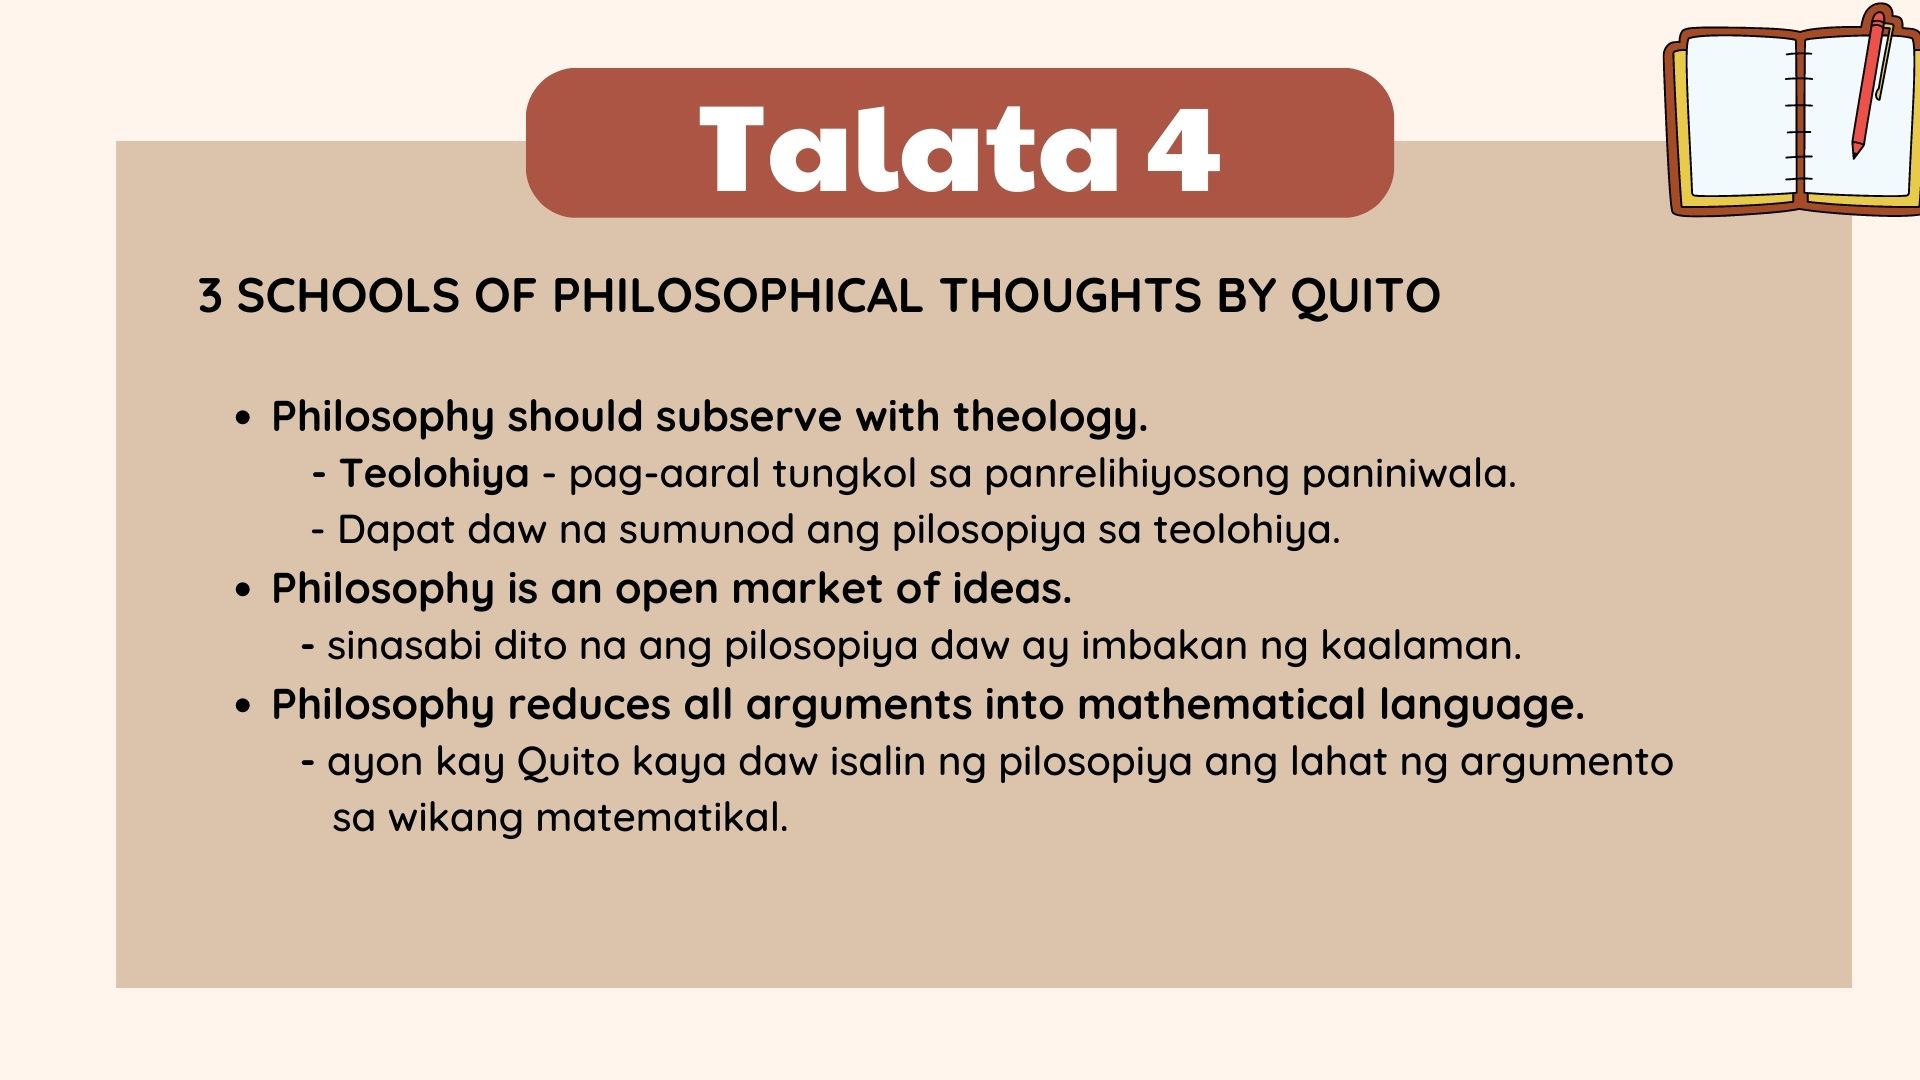 Talata 4
3 SCHOOLS OF PHILOSOPHICAL THOUGHTS BY QUITO
• Philosophy should subserve with theology.
- Teolohiya - pag-aaral tungkol sa panrelihiyosong paniniwala.
- Dapat daw na sumunod ang pilosopiya sa teolohiya.
• Philosophy is an open market of ideas.
- sinasabi dito na ang pilosopiya daw ay imbakan ng kaalaman.
• Philosophy reduces all arguments into mathematical language.
- ayon kay Quito kaya daw isalin ng pilosopiya ang lahat ng argumento
sa wikang matematikal.